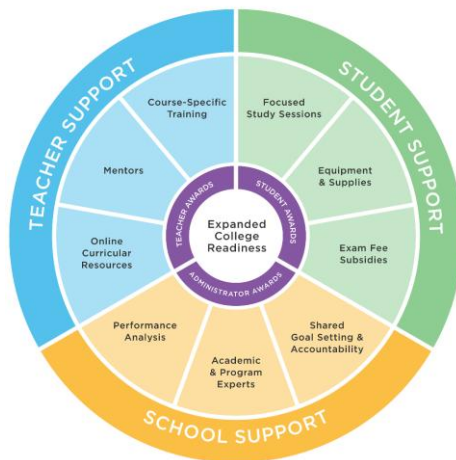 TEACHER SUPPORT
STUDENT SUPPORT
Course-Specific
Training
Focused
Study Sessions
Mentors
Equipment
& Supplies
TEACHER AWARDS
STUDENT AWARDS
Expanded
College
Readiness
Online
Curricular
Resources
Exam Fee
Subsidies
ADMINISTRATOR AWARDS
Performance
Analysis
Academic
& Program
Experts
Shared
Goal Setting &
Accountability
SCHOOL SUPPORT